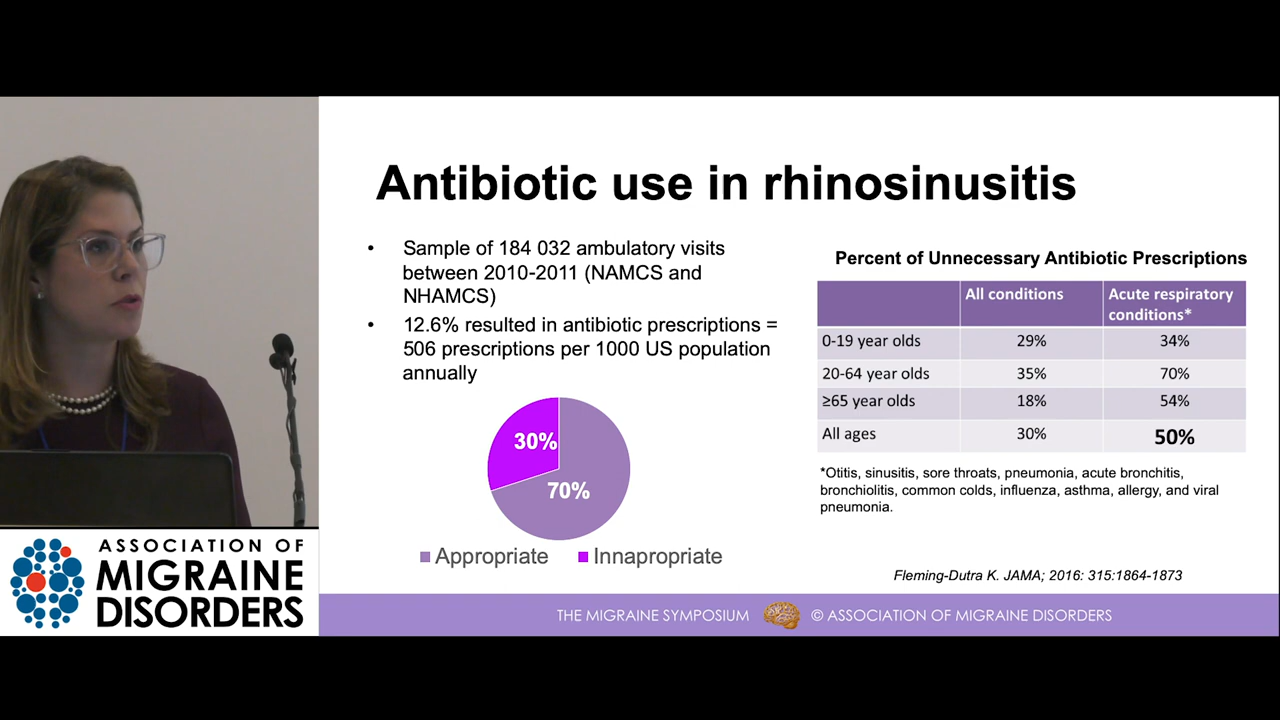 Antibiotic use in rhinosinusitis
• Sample of 184 032 ambulatory visits
between 2010-2011 (NAMCS and
NHAMCS)
• 12.6% resulted in antibiotic prescriptions =
506 prescriptions per 1000 US population
annually
30%
70%
Appropriate Innapropriate
Percent of Unnecessary Antibiotic Prescriptions
All conditions Acute respiratory
conditions*
0-19 year olds 29% 34%
20-64 year olds 35% 70%
≥65 year olds 18% 54%
All ages 30% 50%
*Otitis, sinusitis, sore throats, pneumonia, acute bronchitis,
bronchiolitis, common colds, influenza, asthma, allergy, and viral
pneumonia.
Fleming-Dutra K. JAMA; 2016: 315:1864-1873
ASSOCIATION OF
MIGRAINE
DISORDERS
THE MIGRAINE SYMPOSIUM © ASSOCIATION OF MIGRAINE DISORDERS